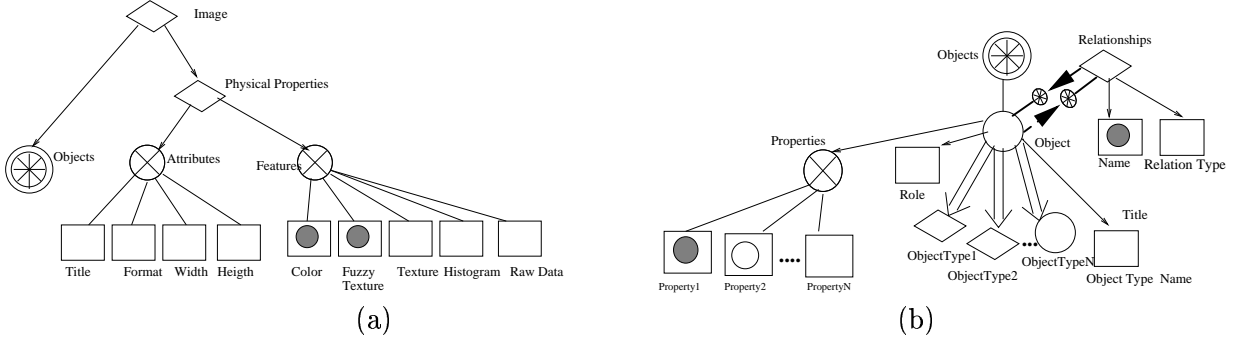 Image
Physical Properties
Objects
Attributes
Features
Title
Format
Width
Heigth
Color
Fuzzy
Texture
Texture
Histogram
Raw Data
(a)
Objects
Relationships
Properties
Object
Name
Relation Type
Role
Title
ObjectType1
ObjectType2
ObjectTypeN
Object Type Name
Property1
Property2
PropertyN
(b)